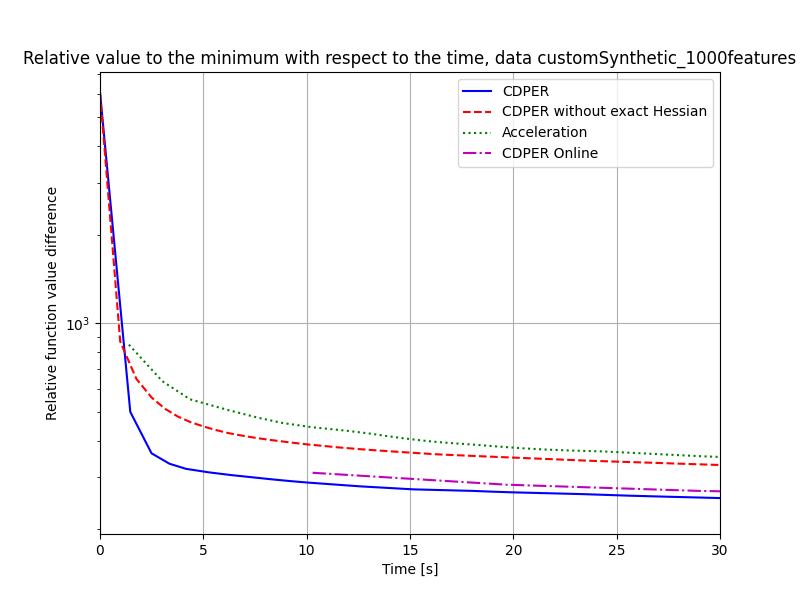 Relative value to the minimum with respect to the time, data customSynthetic_1000features
CDPER
CDPER without exact Hessian
Acceleration
CDPER Online
Relative function value difference
10³
0 5 10 15 20 25 30
Time [s]